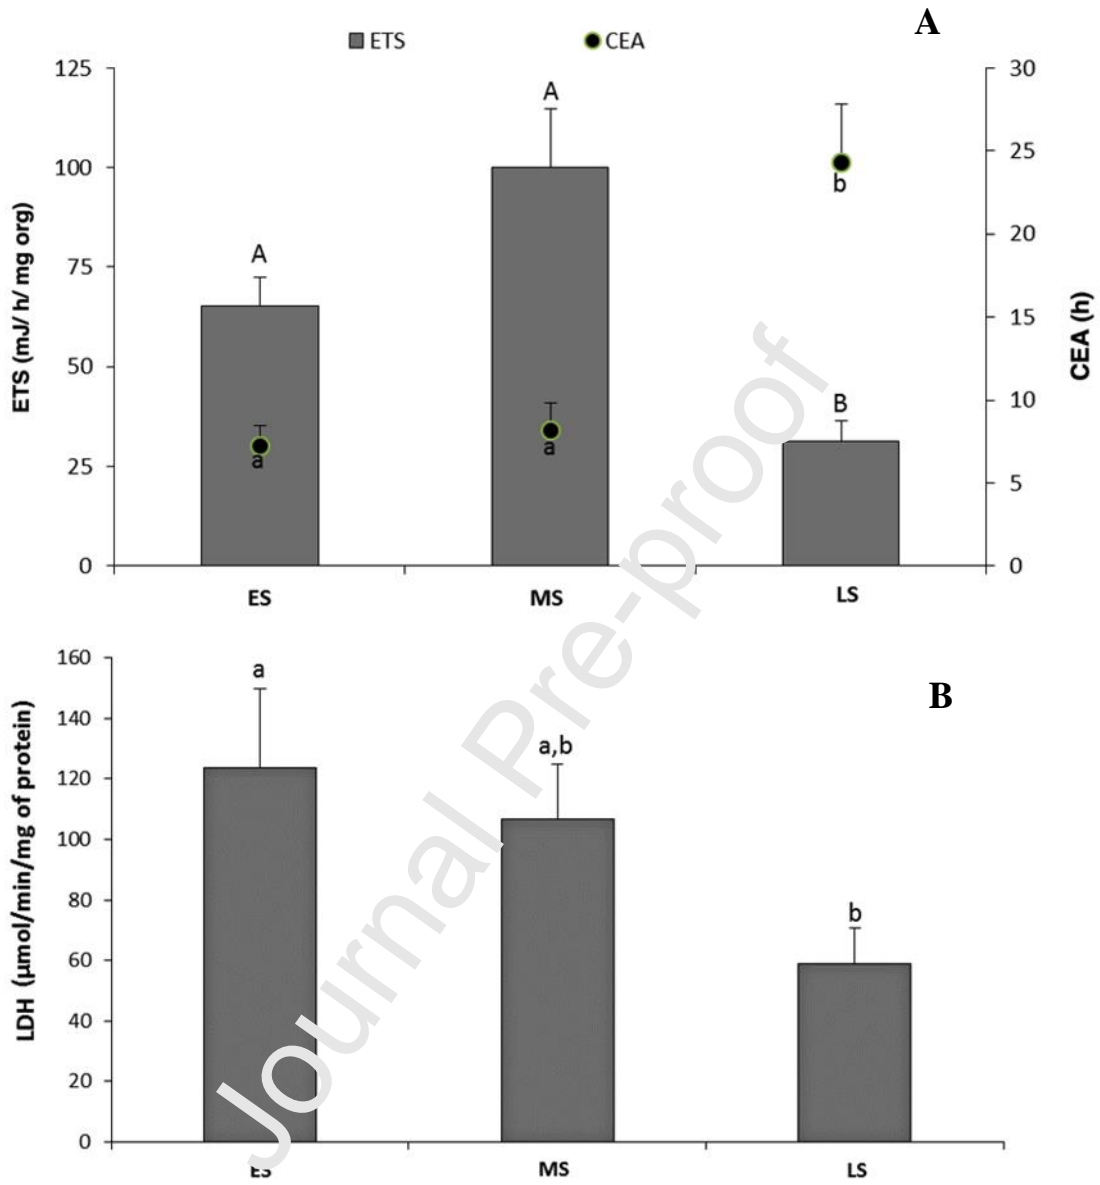 A
ETS CEA
125 30
A
100 25
b
A 20
75
15
50
B 10
a a
25 5
0 0
ES MS LS
ETS (mJ/ h/ mg org)
CEA (h)
Journal Pre-proof
B
160
a
140
a,b
120
100
80
b
60
40
20
0
ES MS LS
LDH (µmol/min/mg of protein)